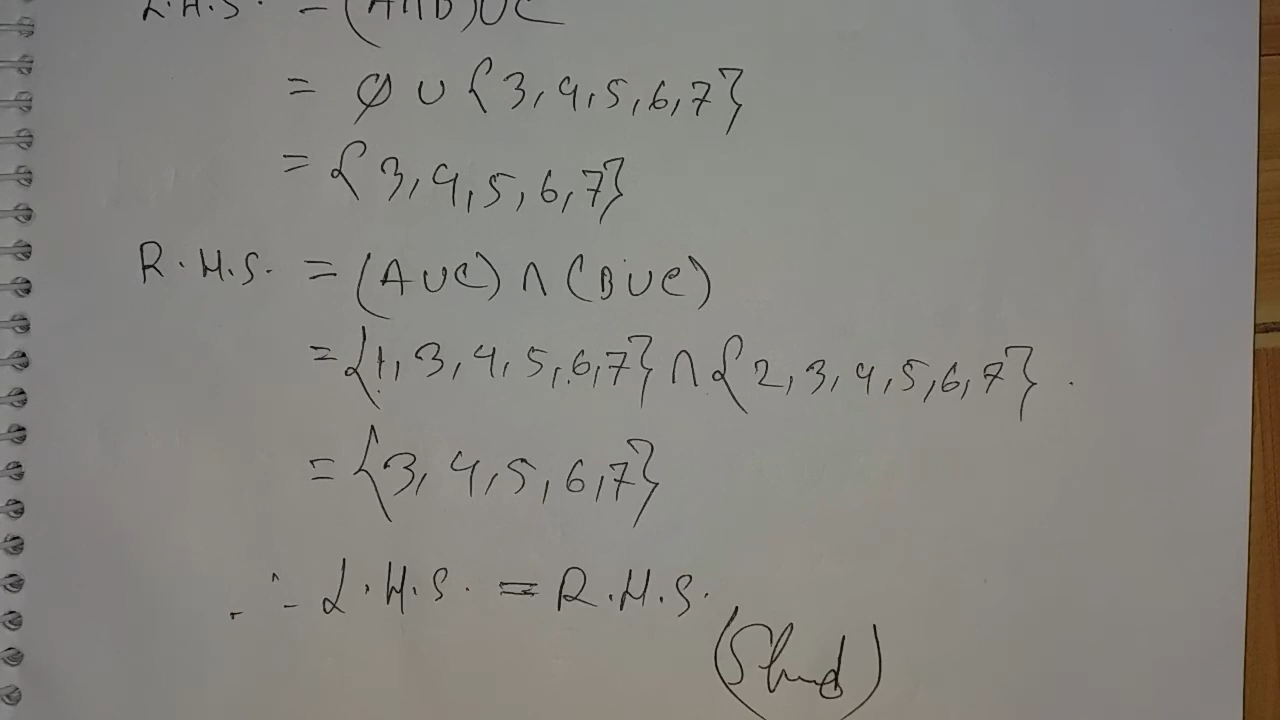 L.H.S. = (A∩B)∪C
= ∅ ∪ {3,4,5,6,7}
= {3,4,5,6,7}
R.H.S. = (A∪C) ∩ (B∪C)
= {1,3,4,5,6,7} ∩ {2,3,4,5,6,7}
= {3,4,5,6,7}
∴ L.H.S. = R.H.S.